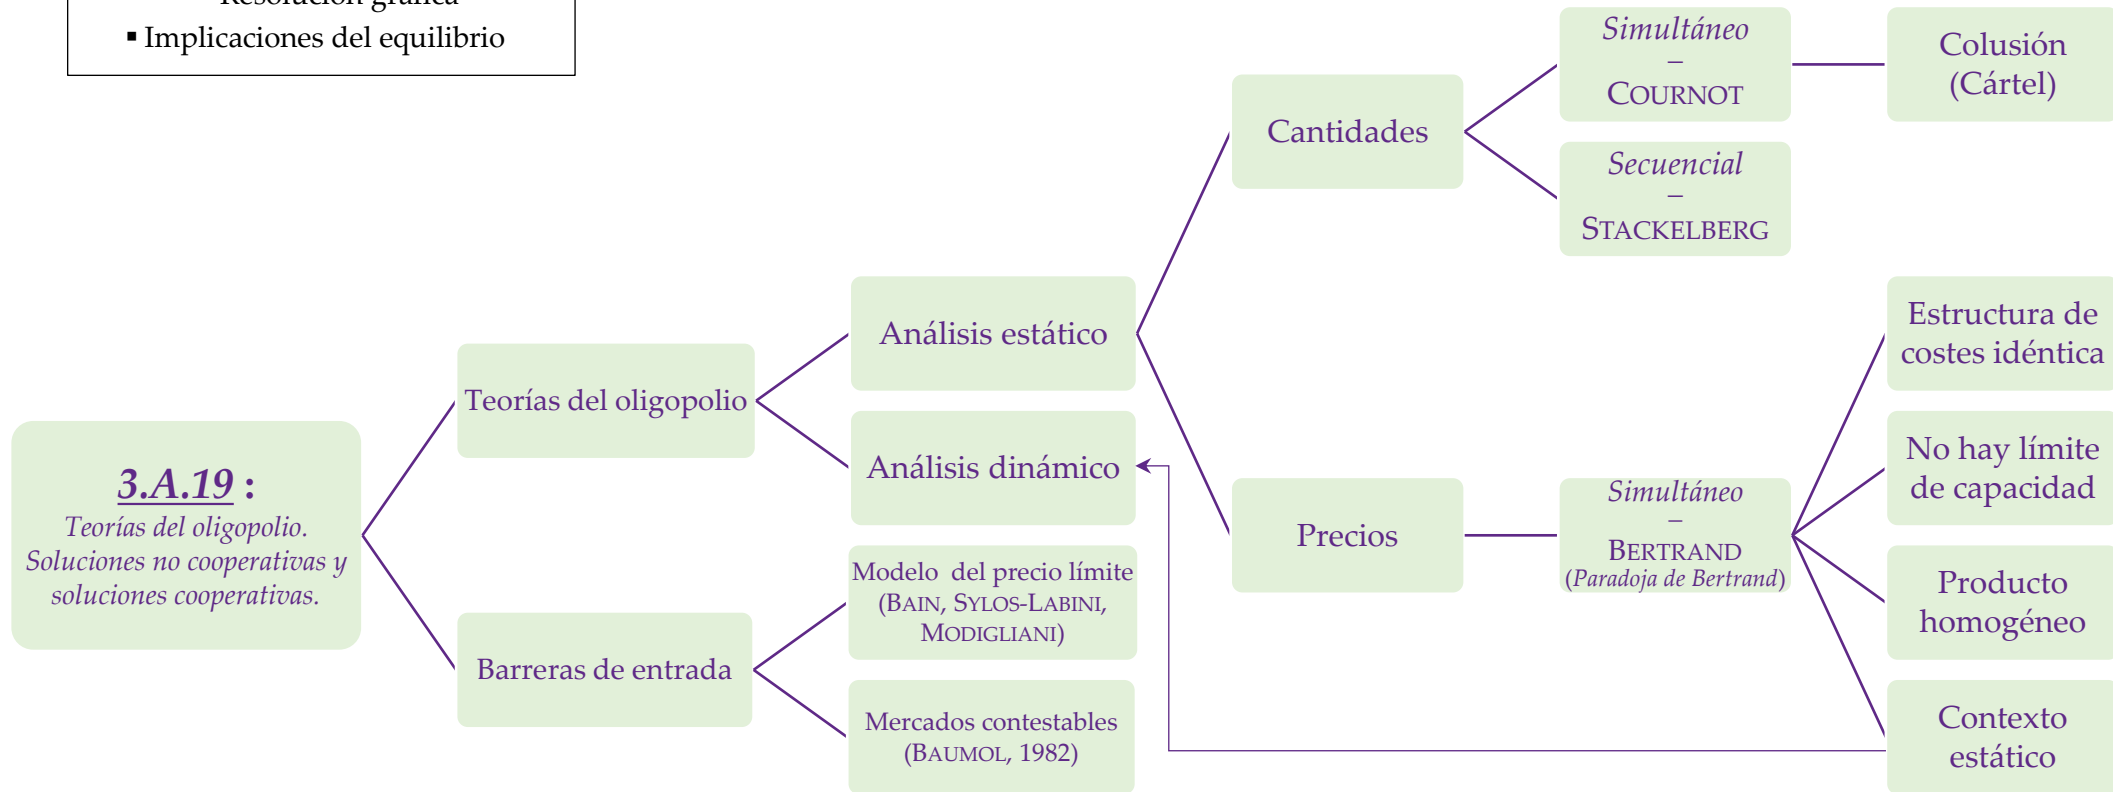 Resolución gráfica
▪ Implicaciones del equilibrio
3.A.19 :
Teorías del oligopolio.
Soluciones no cooperativas y
soluciones cooperativas.
Teorías del oligopolio
Barreras de entrada
Análisis estático
Análisis dinámico
Modelo del precio límite
(BAIN, SYLOS-LABINI,
MODIGLIANI)
Mercados contestables
(BAUMOL, 1982)
Cantidades
Precios
Simultáneo
–
COURNOT
Secuencial
–
STACKELBERG
Simultáneo
–
BERTRAND
(Paradoja de Bertrand)
Colusión
(Cártel)
Estructura de
costes idéntica
No hay límite
de capacidad
Producto
homogéneo
Contexto
estático